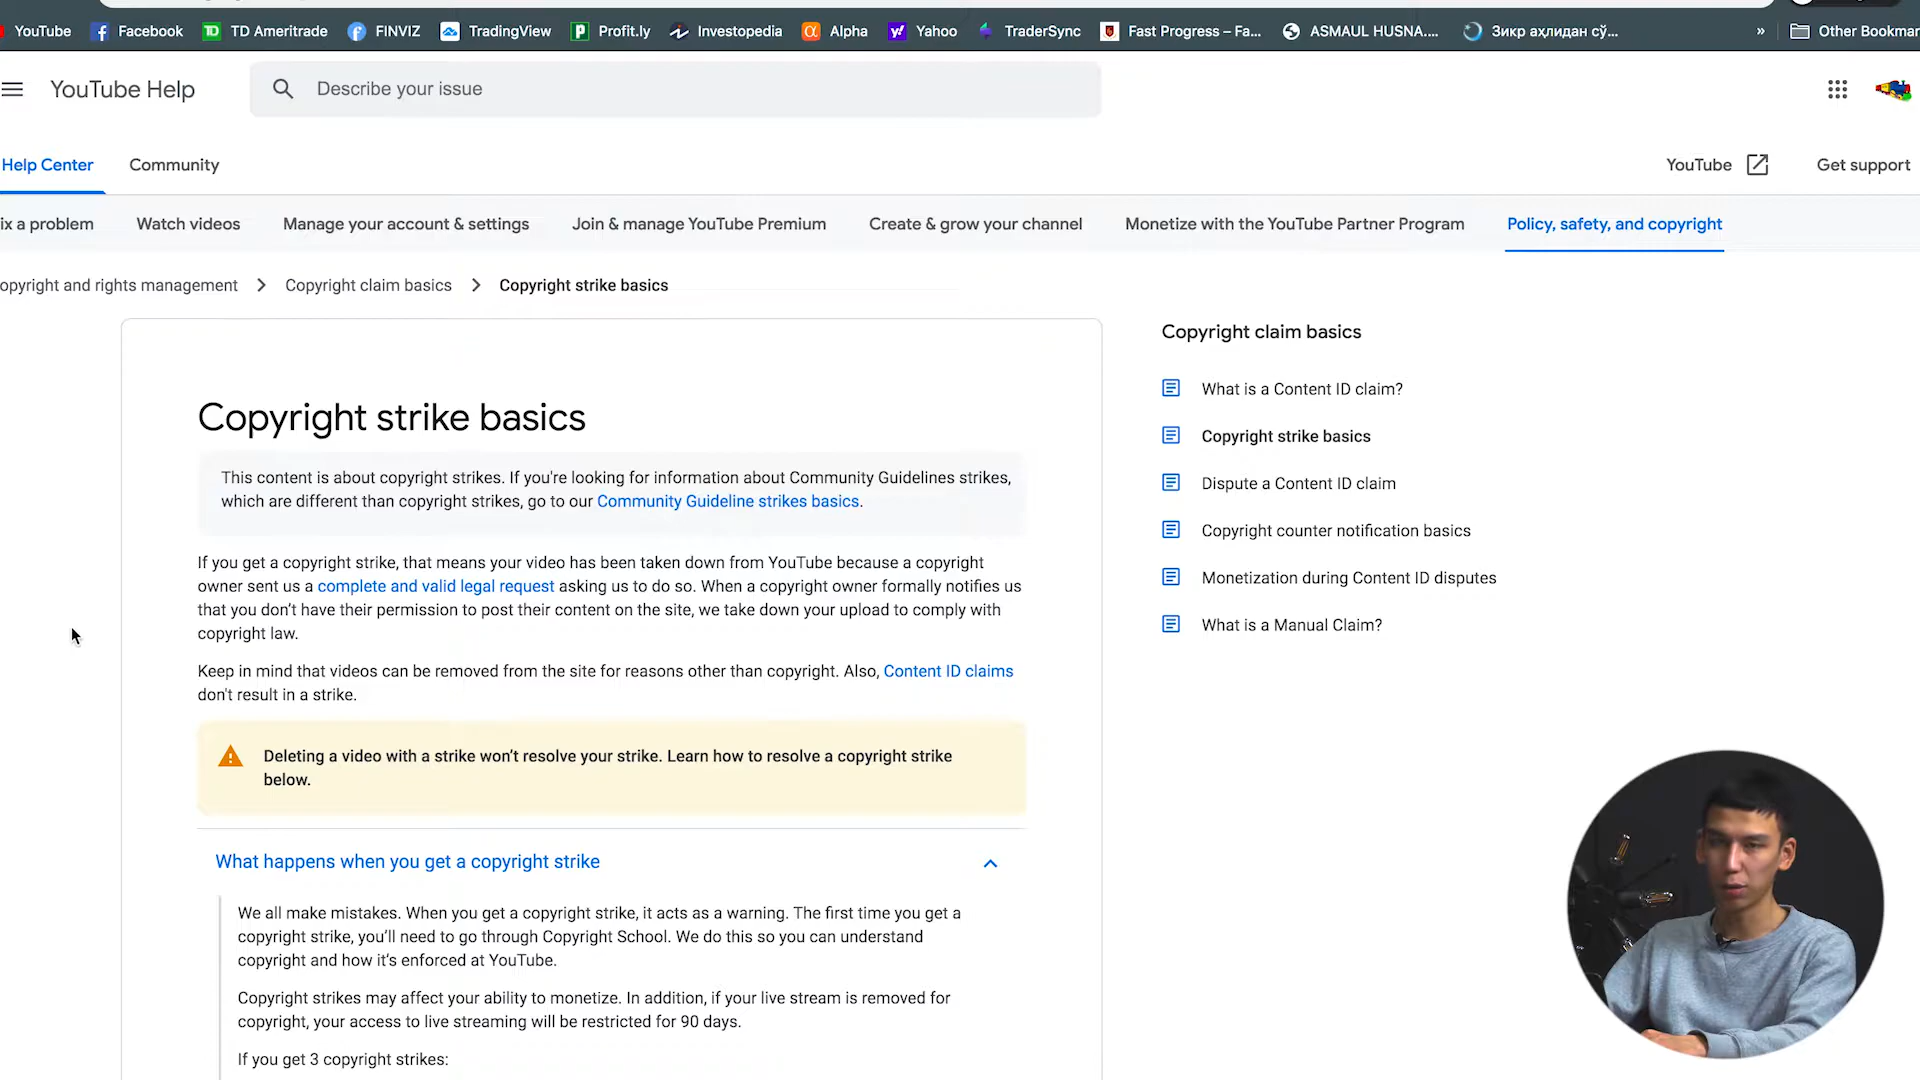 YouTube Facebook TD Ameritrade FINVIZ TradingView Profit.ly Investopedia Alpha Yahoo TraderSync Fast Progress – Fa... ASMAUL HUSNA.... Зикр аҳлидан сў... » Other Bookmar
YouTube Help Describe your issue
Help Center Community YouTube Get support
ix a problem Watch videos Manage your account & settings Join & manage YouTube Premium Create & grow your channel Monetize with the YouTube Partner Program Policy, safety, and copyright
opyright and rights management Copyright claim basics Copyright strike basics
Copyright strike basics
This content is about copyright strikes. If you're looking for information about Community Guidelines strikes,
which are different than copyright strikes, go to our Community Guideline strikes basics.
If you get a copyright strike, that means your video has been taken down from YouTube because a copyright
owner sent us a complete and valid legal request asking us to do so. When a copyright owner formally notifies us
that you don’t have their permission to post their content on the site, we take down your upload to comply with
copyright law.
Keep in mind that videos can be removed from the site for reasons other than copyright. Also, Content ID claims
don't result in a strike.
Deleting a video with a strike won’t resolve your strike. Learn how to resolve a copyright strike
below.
What happens when you get a copyright strike
We all make mistakes. When you get a copyright strike, it acts as a warning. The first time you get a
copyright strike, you’ll need to go through Copyright School. We do this so you can understand
copyright and how it’s enforced at YouTube.
Copyright strikes may affect your ability to monetize. In addition, if your live stream is removed for
copyright, your access to live streaming will be restricted for 90 days.
If you get 3 copyright strikes:
Copyright claim basics
What is a Content ID claim?
Copyright strike basics
Dispute a Content ID claim
Copyright counter notification basics
Monetization during Content ID disputes
What is a Manual Claim?